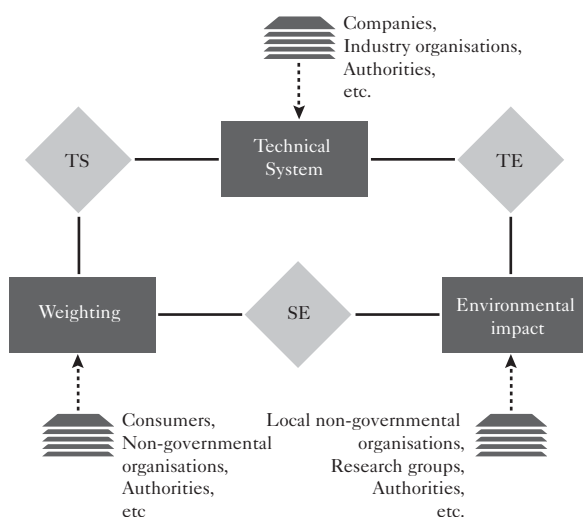 Companies,
Industry organisations,
Authorities,
etc.
TS
Technical
System
TE
Weighting
SE
Environmental
impact
Consumers,
Non-governmental
organisations,
Authorities,
etc
Local non-governmental
organisations,
Research groups,
Authorities,
etc.